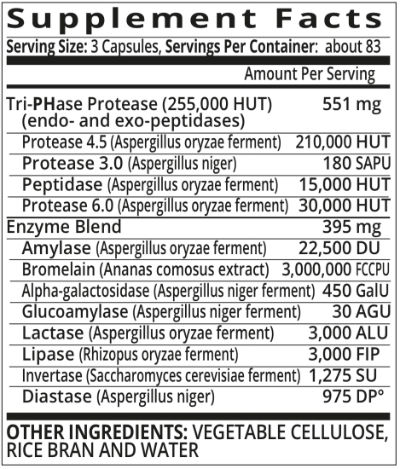 Supplement Facts
Serving Size: 3 Capsules, Servings Per Container: about 83
Amount Per Serving
Tri-PHase Protease (255,000 HUT) 551 mg
(endo- and exo-peptidases)
Protease 4.5 (Aspergillus oryzae ferment) 210,000 HUT
Protease 3.0 (Aspergillus niger) 180 SAPU
Peptidase (Aspergillus oryzae ferment) 15,000 HUT
Protease 6.0 (Aspergillus oryzae ferment) 30,000 HUT
Enzyme Blend 395 mg
Amylase (Aspergillus oryzae ferment) 22,500 DU
Bromelain (Ananas comosus extract) 3,000,000 FCCPU
Alpha-galactosidase (Aspergillus niger ferment) 450 GalU
Glucoamylase (Aspergillus niger ferment) 30 AGU
Lactase (Aspergillus oryzae ferment) 3,000 ALU
Lipase (Rhizopus oryzae ferment) 3,000 FIP
Invertase (Saccharomyces cerevisiae ferment) 1,275 SU
Diastase (Aspergillus niger) 975 DPº
OTHER INGREDIENTS: VEGETABLE CELLULOSE,
RICE BRAN AND WATER